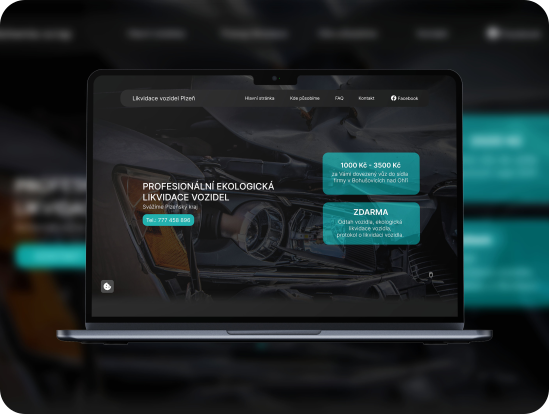 Likvidace vozidel Plzeň
Hlavní stránka
Kde působíme
FAQ
Kontakt
Facebook
PROFESIONÁLNÍ EKOLOGICKÁ
LIKVIDACE VOZIDEL
Svážíme Plzeňský kraj
Tel.: 777 458 896
1000 Kč - 3500 Kč
za Vámi dovezený vůz do sídle
firmy v Bohušovicích nad Ohří
ZDARMA
Odtah vozidla, ekologická
likvidace vozidla,
protokol o likvidaci vozidla.